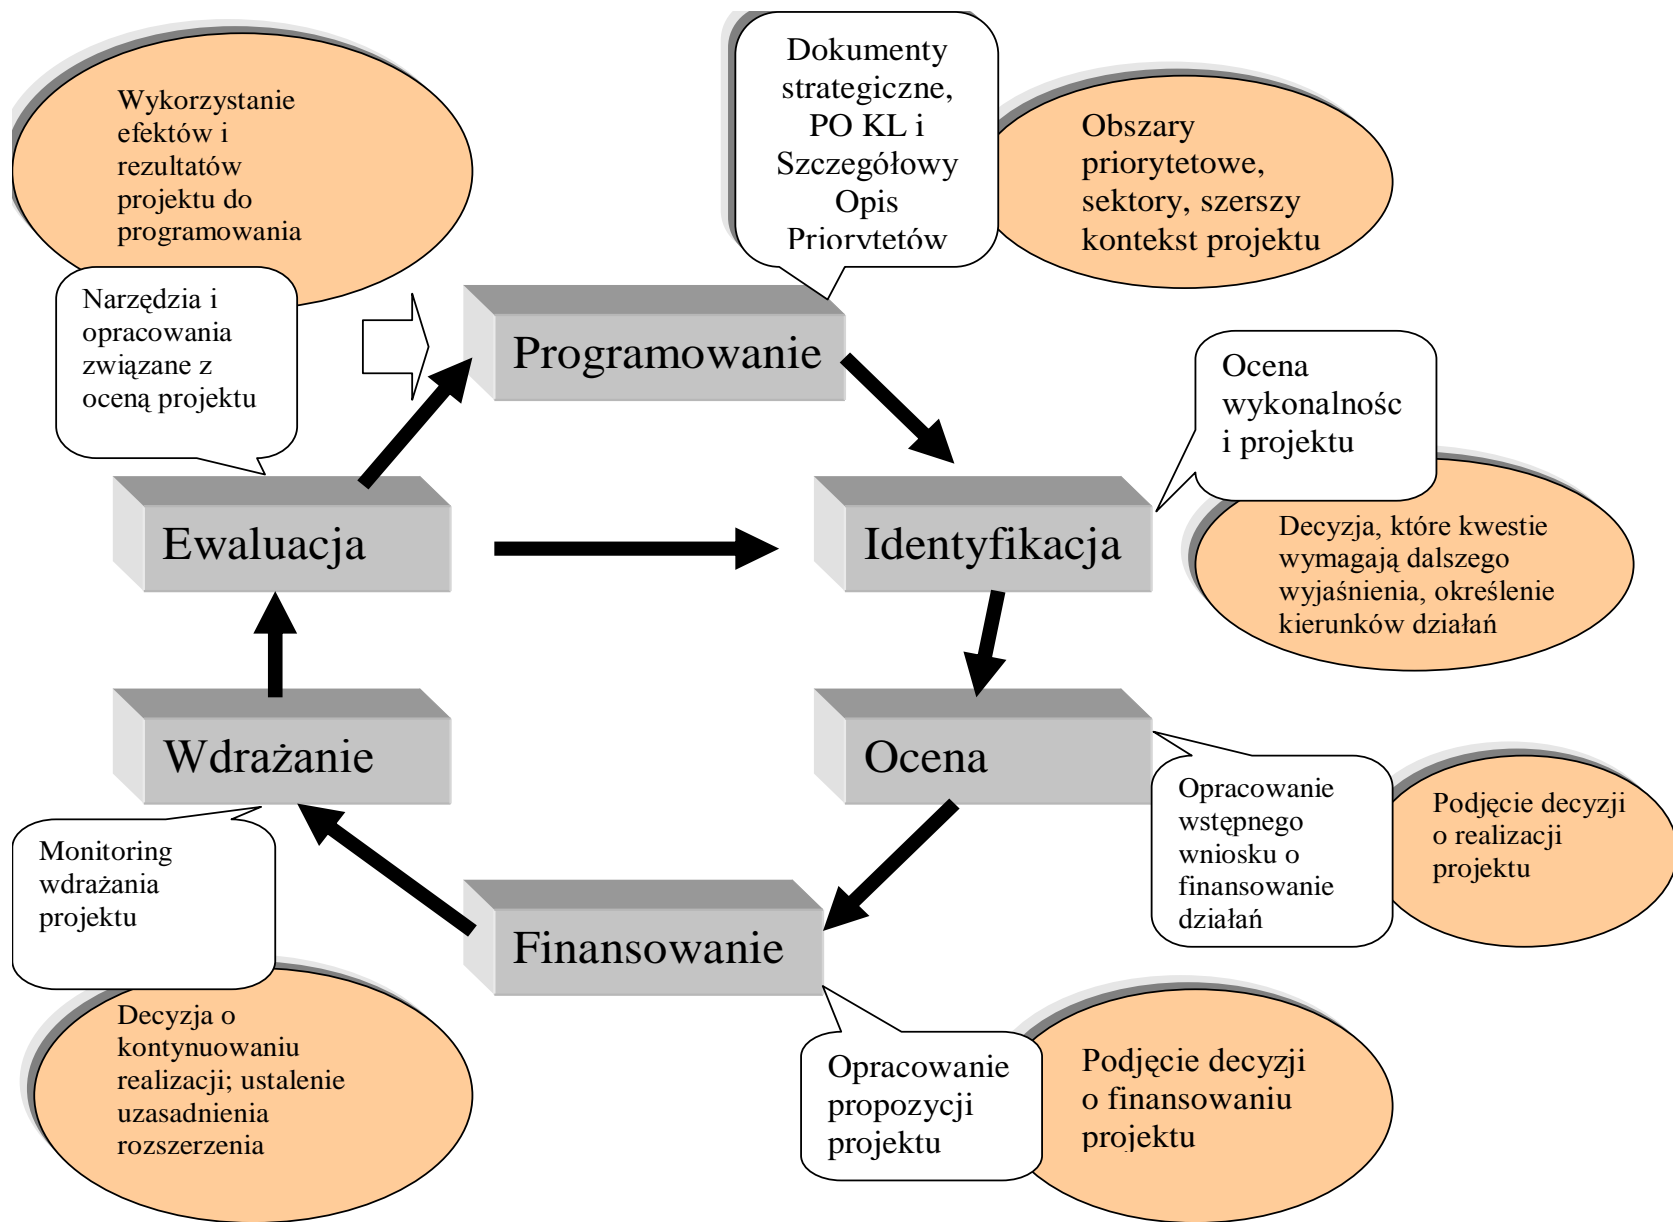 Wykorzystanie
efektów i
rezultatów
projektu do
programowania
Dokumenty
strategiczne,
PO KL i
Szczegółowy
Opis
Priorytetów
Obszary
priorytetowe,
sektory, szerszy
kontekst projektu
Narzędzia i
opracowania
związane z
oceną projektu
Programowanie
Ocena
wykonalnośc
i projektu
Ewaluacja
Identyfikacja
Decyzja, które kwestie
wymagają dalszego
wyjaśnienia, określenie
kierunków działań
Wdrażanie
Ocena
Opracowanie
wstępnego
wniosku o
finansowanie
działań
Podjęcie decyzji
o realizacji
projektu
Monitoring
wdrażania
projektu
Finansowanie
Decyzja o
kontynuowaniu
realizacji; ustalenie
uzasadnienia
rozszerzenia
Opracowanie
propozycji
projektu
Podjęcie decyzji
o finansowaniu
projektu